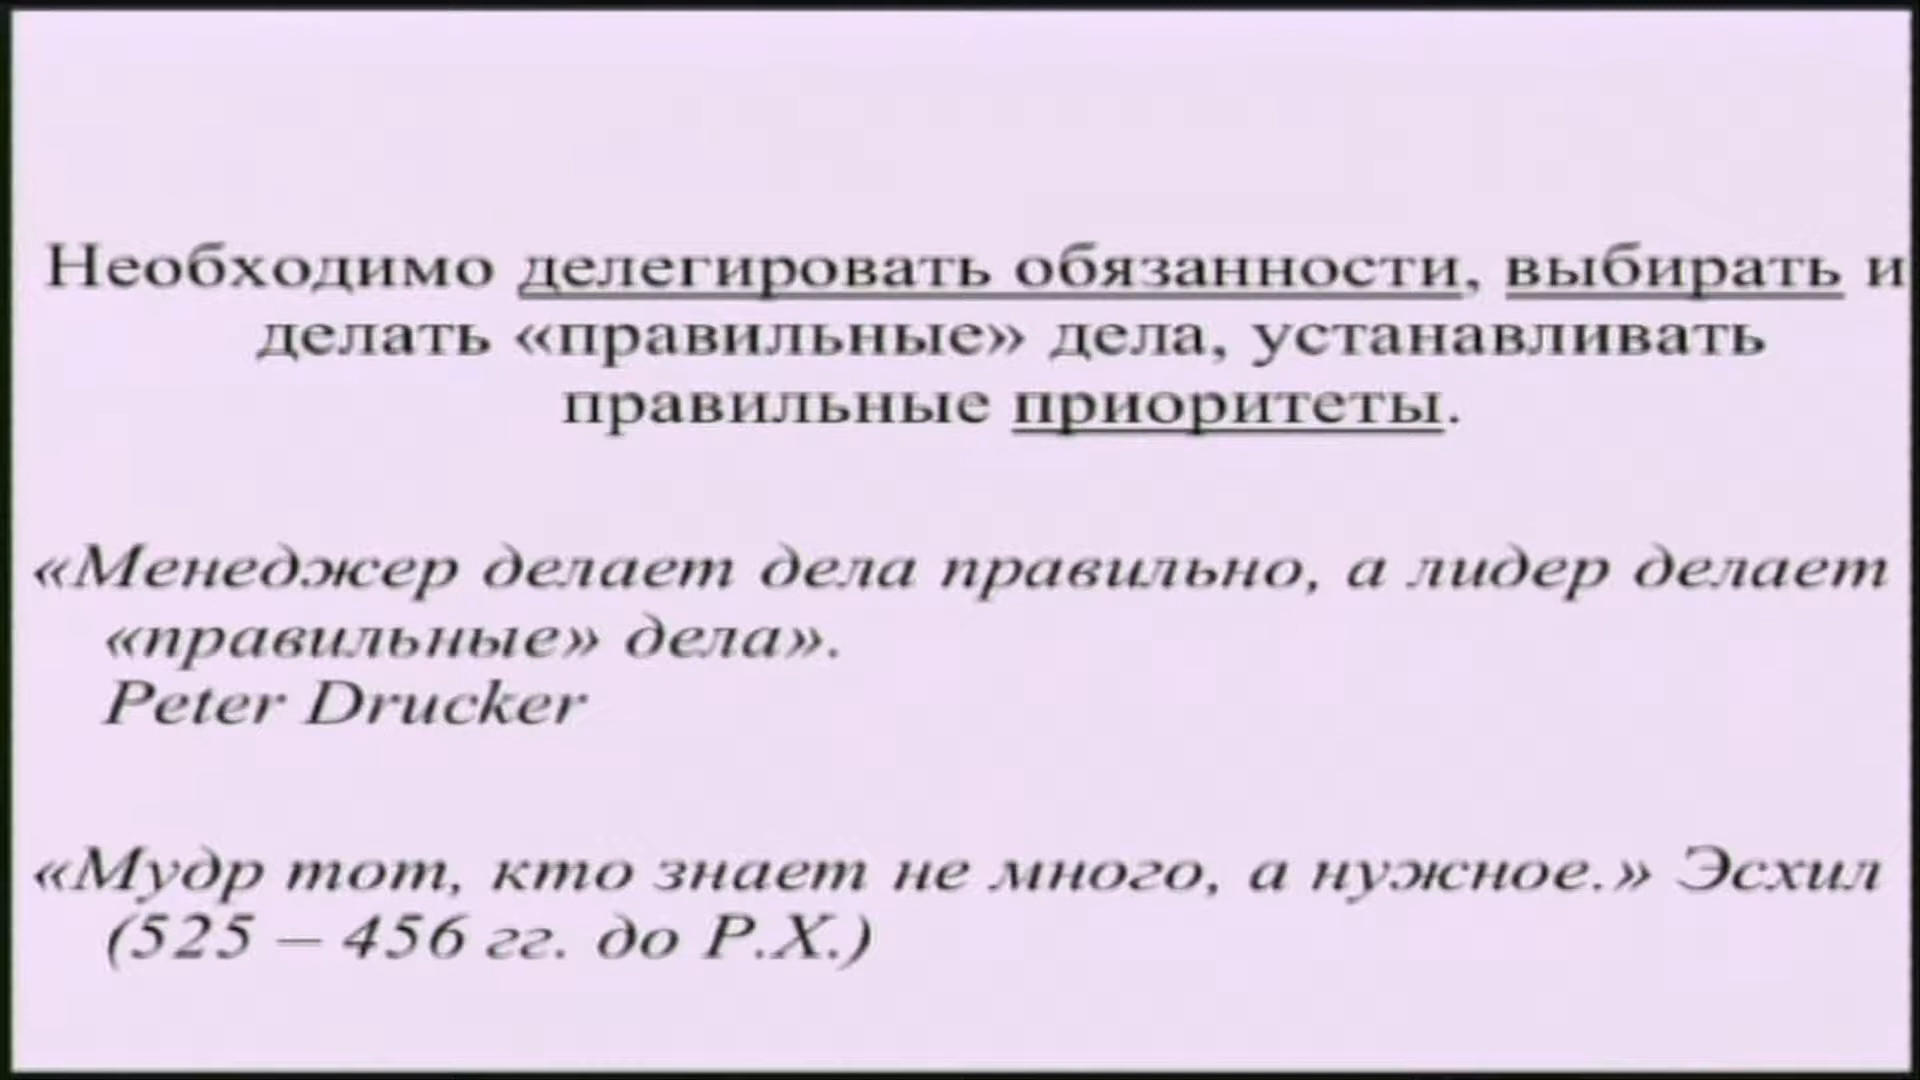 Необходимо делегировать обязанности, выбирать и
делать «правильные» дела, устанавливать
правильные приоритеты.
«Менеджер делает дела правильно, а лидер делает
«правильные» дела».
Peter Drucker
«Мудр тот, кто знает не много, а нужное.» Эсхил
(525 – 456 гг. до Р.Х.)